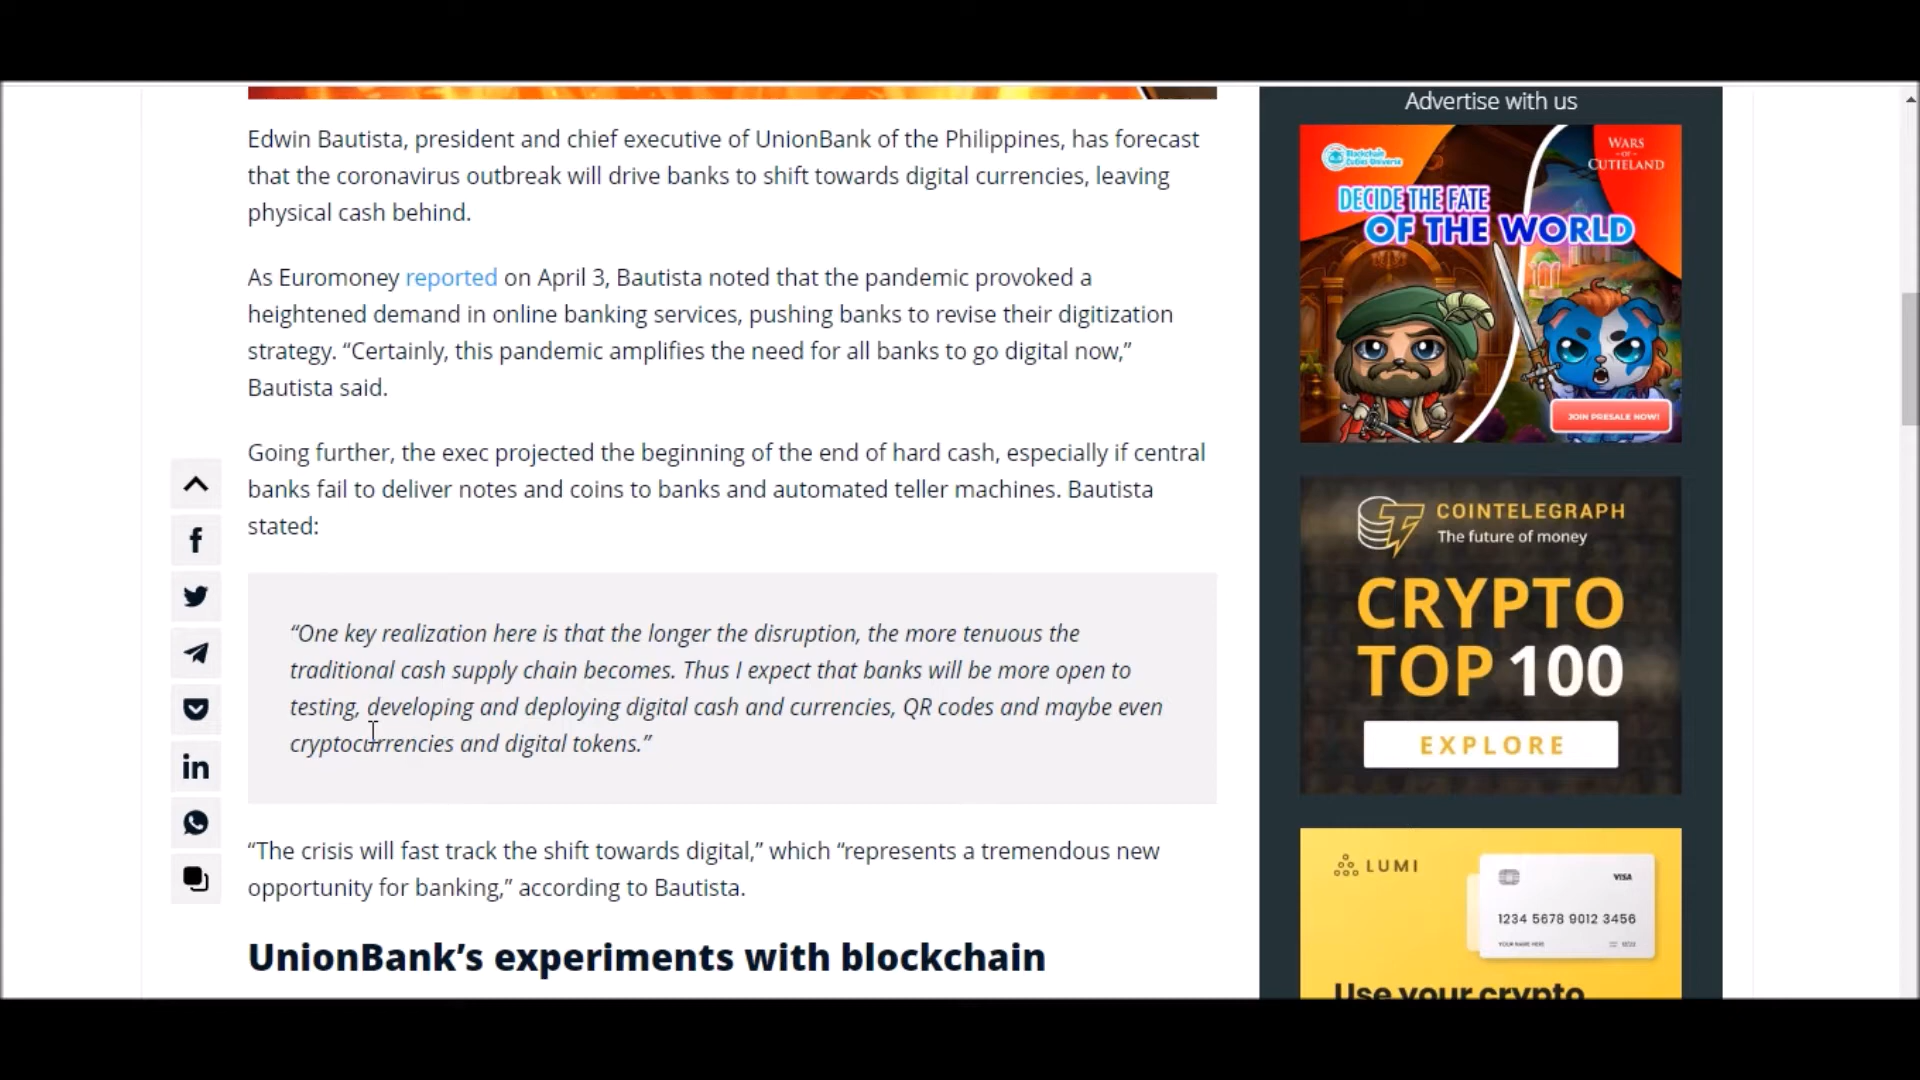 Edwin Bautista, president and chief executive of UnionBank of the Philippines, has forecast
that the coronavirus outbreak will drive banks to shift towards digital currencies, leaving
physical cash behind.
As Euromoney reported on April 3, Bautista noted that the pandemic provoked a
heightened demand in online banking services, pushing banks to revise their digitization
strategy. “Certainly, this pandemic amplifies the need for all banks to go digital now,”
Bautista said.
Going further, the exec projected the beginning of the end of hard cash, especially if central
banks fail to deliver notes and coins to banks and automated teller machines. Bautista
stated:
“One key realization here is that the longer the disruption, the more tenuous the
traditional cash supply chain becomes. Thus I expect that banks will be more open to
testing, developing and deploying digital cash and currencies, QR codes and maybe even
cryptocurrencies and digital tokens.”
“The crisis will fast track the shift towards digital,” which “represents a tremendous new
opportunity for banking,” according to Bautista.
UnionBank’s experiments with blockchain
Advertise with us
Blockchain
Cuties Universe
WARS
OF
CUTIELAND
DECIDE THE FATE
OF THE WORLD
JOIN PRESALE NOW!
COINTELEGRAPH
The future of money
CRYPTO
TOP 100
EXPLORE
LUMI
VISA
1234 5678 9012 3456
YOUR NAME HERE
Use your crypto